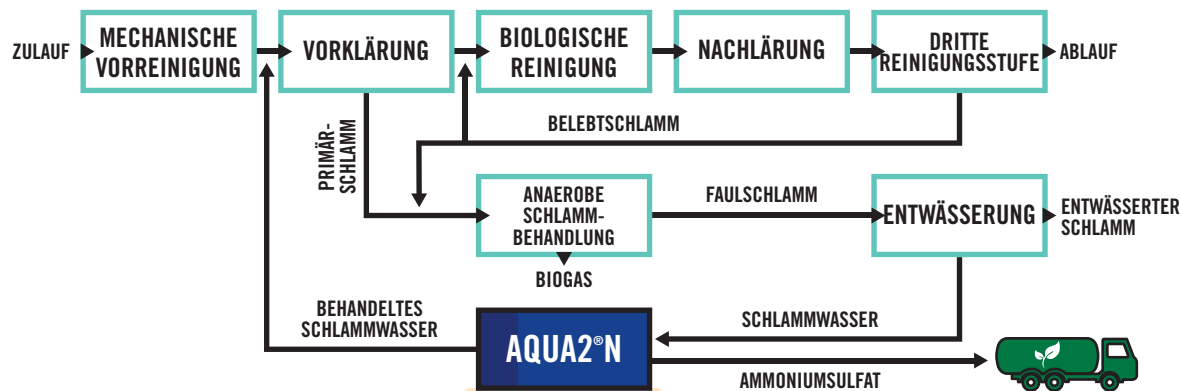 ZULAUF
MECHANISCHE
VORREINIGUNG
VORKLÄRUNG
BIOLOGISCHE
REINIGUNG
NACHLÄRUNG
DRITTE
REINIGUNGSSTUFE
ABLAUF
BELEBTSCHLAMM
PRIMÄR-
SCHLAMM
ANAEROBE
SCHLAMM-
BEHANDLUNG
FAULSCHLAMM
ENTWÄSSERUNG
ENTWÄSSERTER
SCHLAMM
BIOGAS
BEHANDELTES
SCHLAMMWASSER
AQUA2®N
SCHLAMMWASSER
AMMONIUMSULFAT